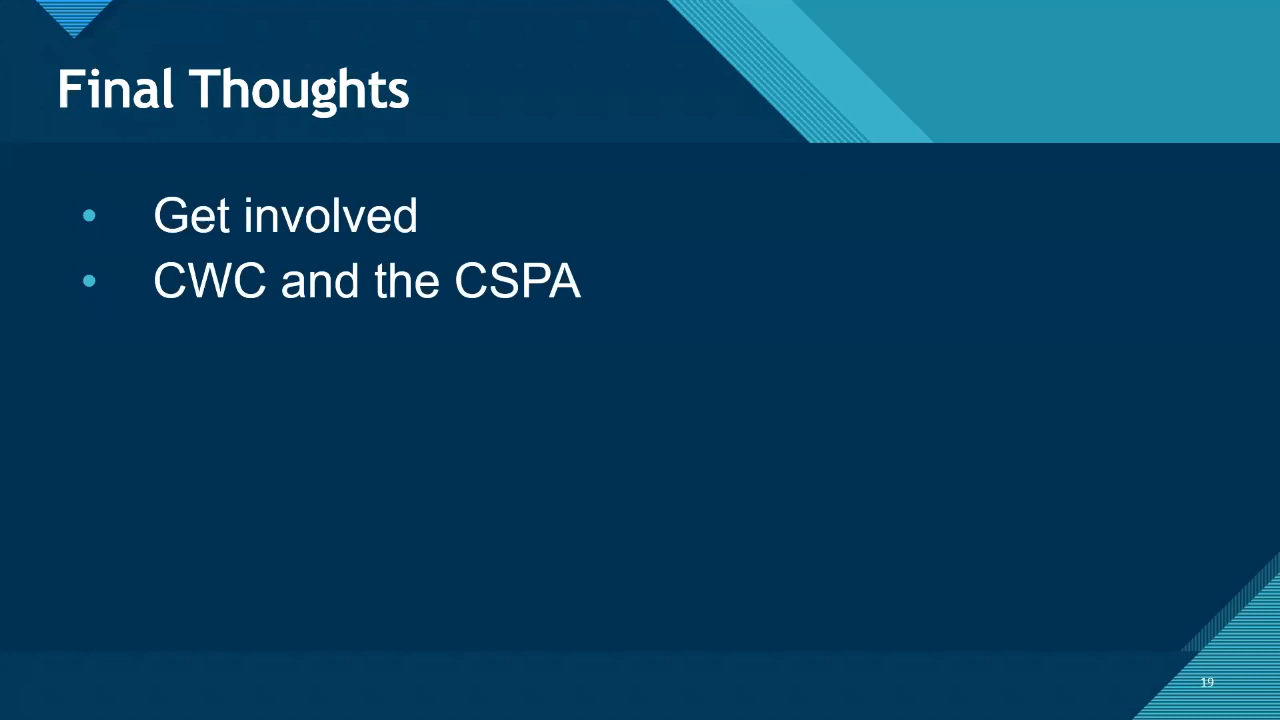 Final Thoughts
• Get involved
• CWC and the CSPA
19